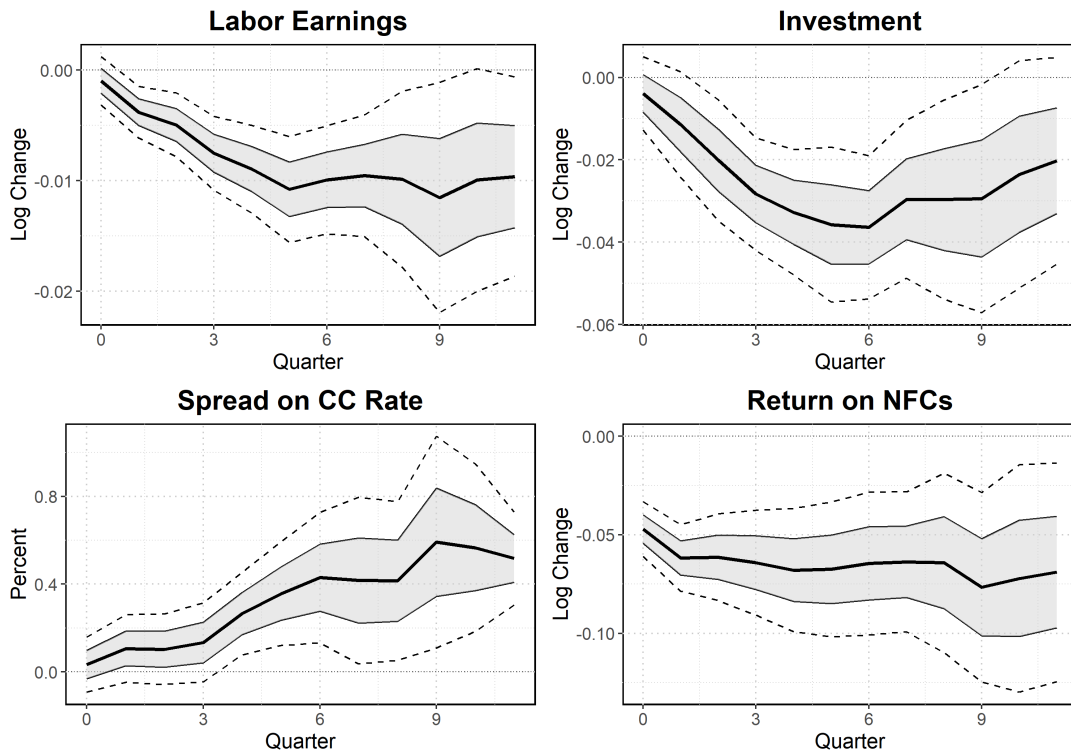 Labor Earnings
Log Change
0.00
-0.01
-0.02
0 3 6 9
Quarter
Investment
Log Change
0.00
-0.02
-0.04
-0.06
0 3 6 9
Quarter
Spread on CC Rate
Percent
0.8
0.4
0.0
0 3 6 9
Quarter
Return on NFCs
Log Change
0.00
-0.05
-0.10
0 3 6 9
Quarter